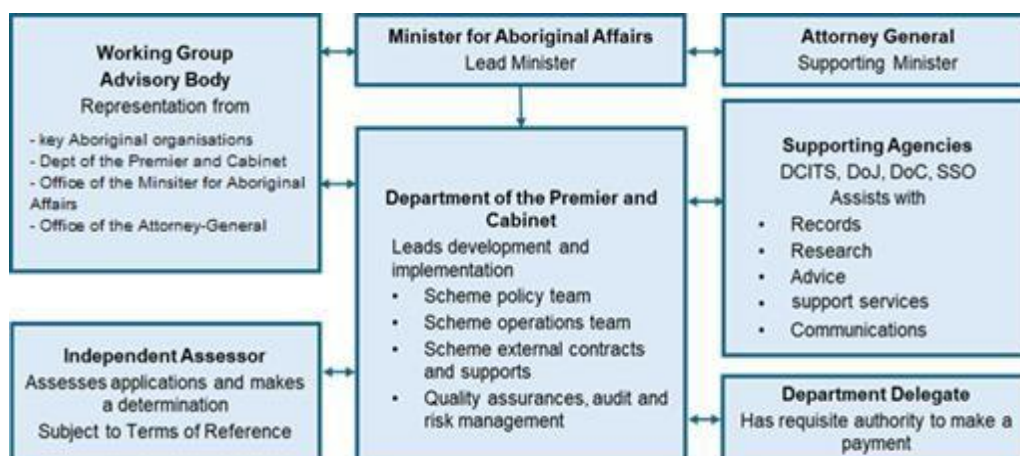 Working Group
Advisory Body
Representation from
- key Aboriginal organisations
- Dept of the Premier and Cabinet
- Office of the Minsiter for Aboriginal
Affairs
- Office of the Attorney-General
Minister for Aboriginal Affairs
Lead Minister
Attorney General
Supporting Minister
Department of the Premier and
Cabinet
Leads development and
implementation
• Scheme policy team
• Scheme operations team
• Scheme external contracts
and supports
• Quality assurances, audit and
risk management
Supporting Agencies
DCITS, DoJ, DoC, SSO
Assists with
• Records
• Research
• Advice
• support services
• Communications
Independent Assessor
Assesses applications and makes
a determination
Subject to Terms of Reference
Department Delegate
Has requisite authority to make a
payment